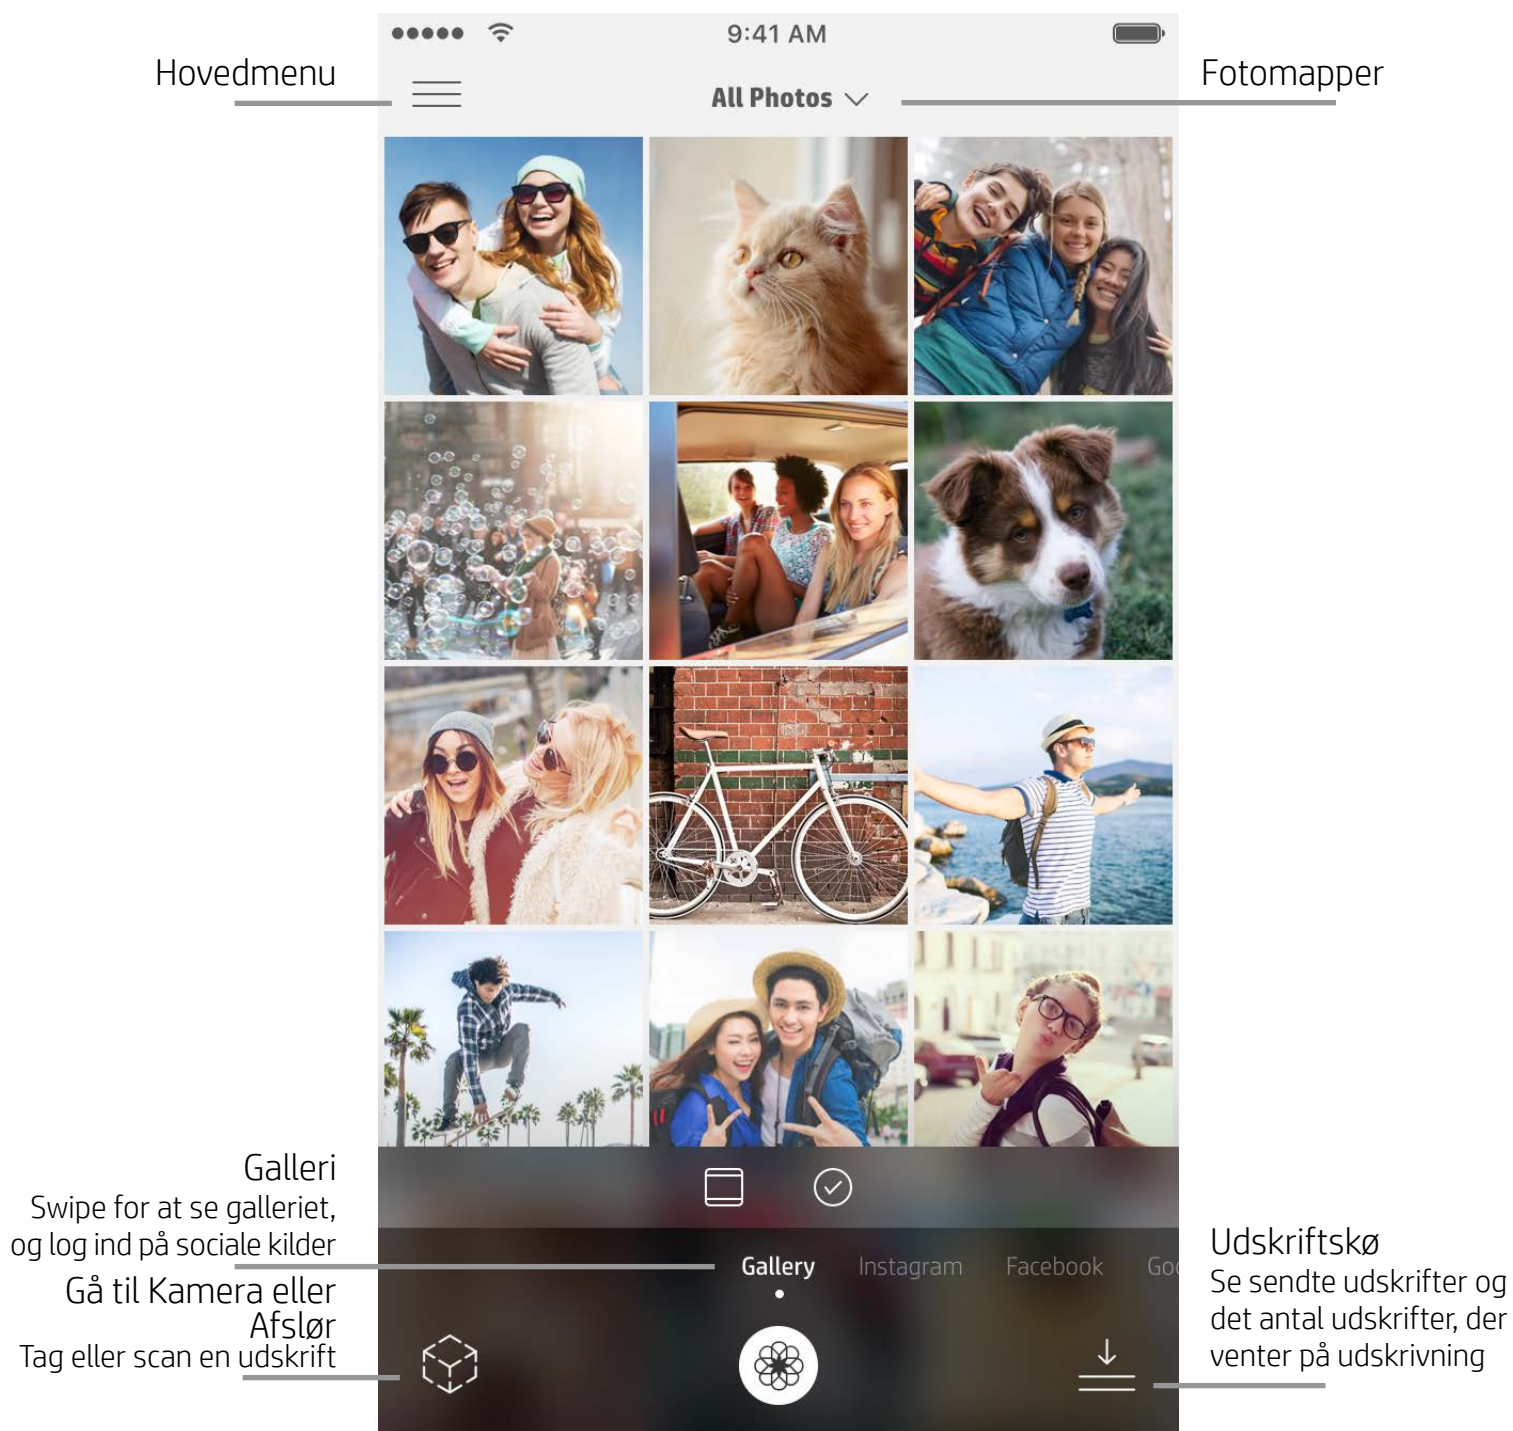 9:41 AM
Hovedmenu
All Photos
Fotomapper
Galleri
Swipe for at se galleriet,
og log ind på sociale kilder
Gå til Kamera eller
Afslør
Tag eller scan en udskrift
Gallery
Instagram
Facebook
Goo
Udskriftskø
Se sendte udskrifter og
det antal udskrifter, der
venter på udskrivning